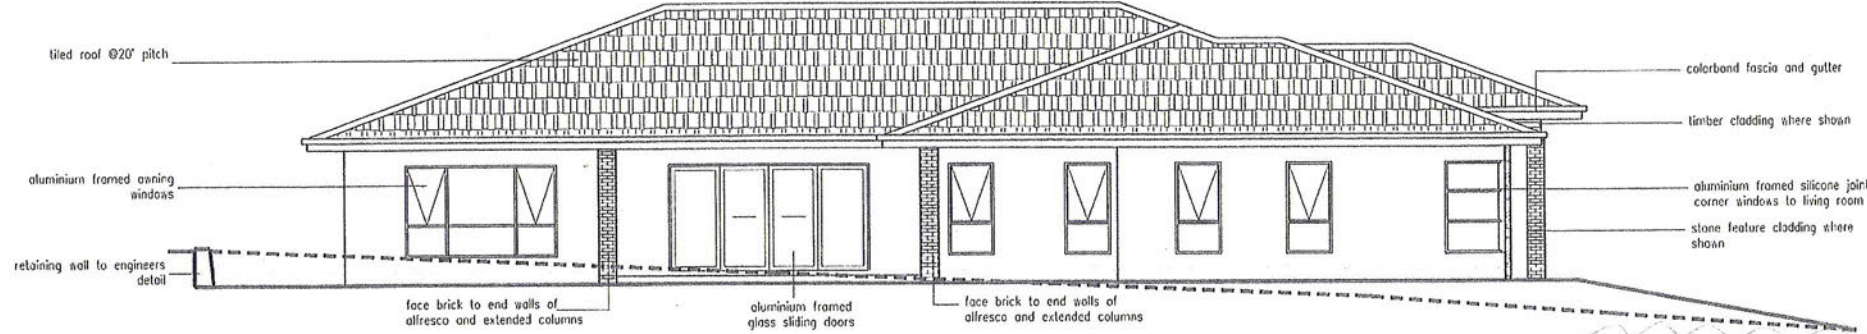 tiled roof @20° pitch
colorbond fascia and gutter
timber cladding where shown
aluminium framed awning
windows
aluminium framed silicone joint
corner windows to living room
stone feature cladding where
shown
retaining wall to engineers
detail
face brick to end walls of
alfresco and extended columns
aluminium framed
glass sliding doors
face brick to end walls of
alfresco and extended columns